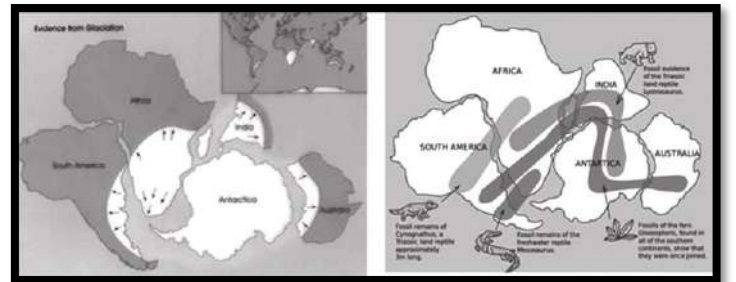 Evidence from Glaciation
Africa
India
South America
Antarctica
Australia
AFRICA
INDIA
Fossil evidence
of the Triassic
land reptile
Lystrosaurus.
SOUTH AMERICA
ANTARTICA
AUSTRALIA
Fossil remains of
Cynognathus, a
Triassic land reptile
approximately
3m long.
Fossil remains of the
freshwater reptile
Mesosaurus.
Fossils of the fern
Glossopteris, found in
all of the southern
continents, show that
they were once joined.